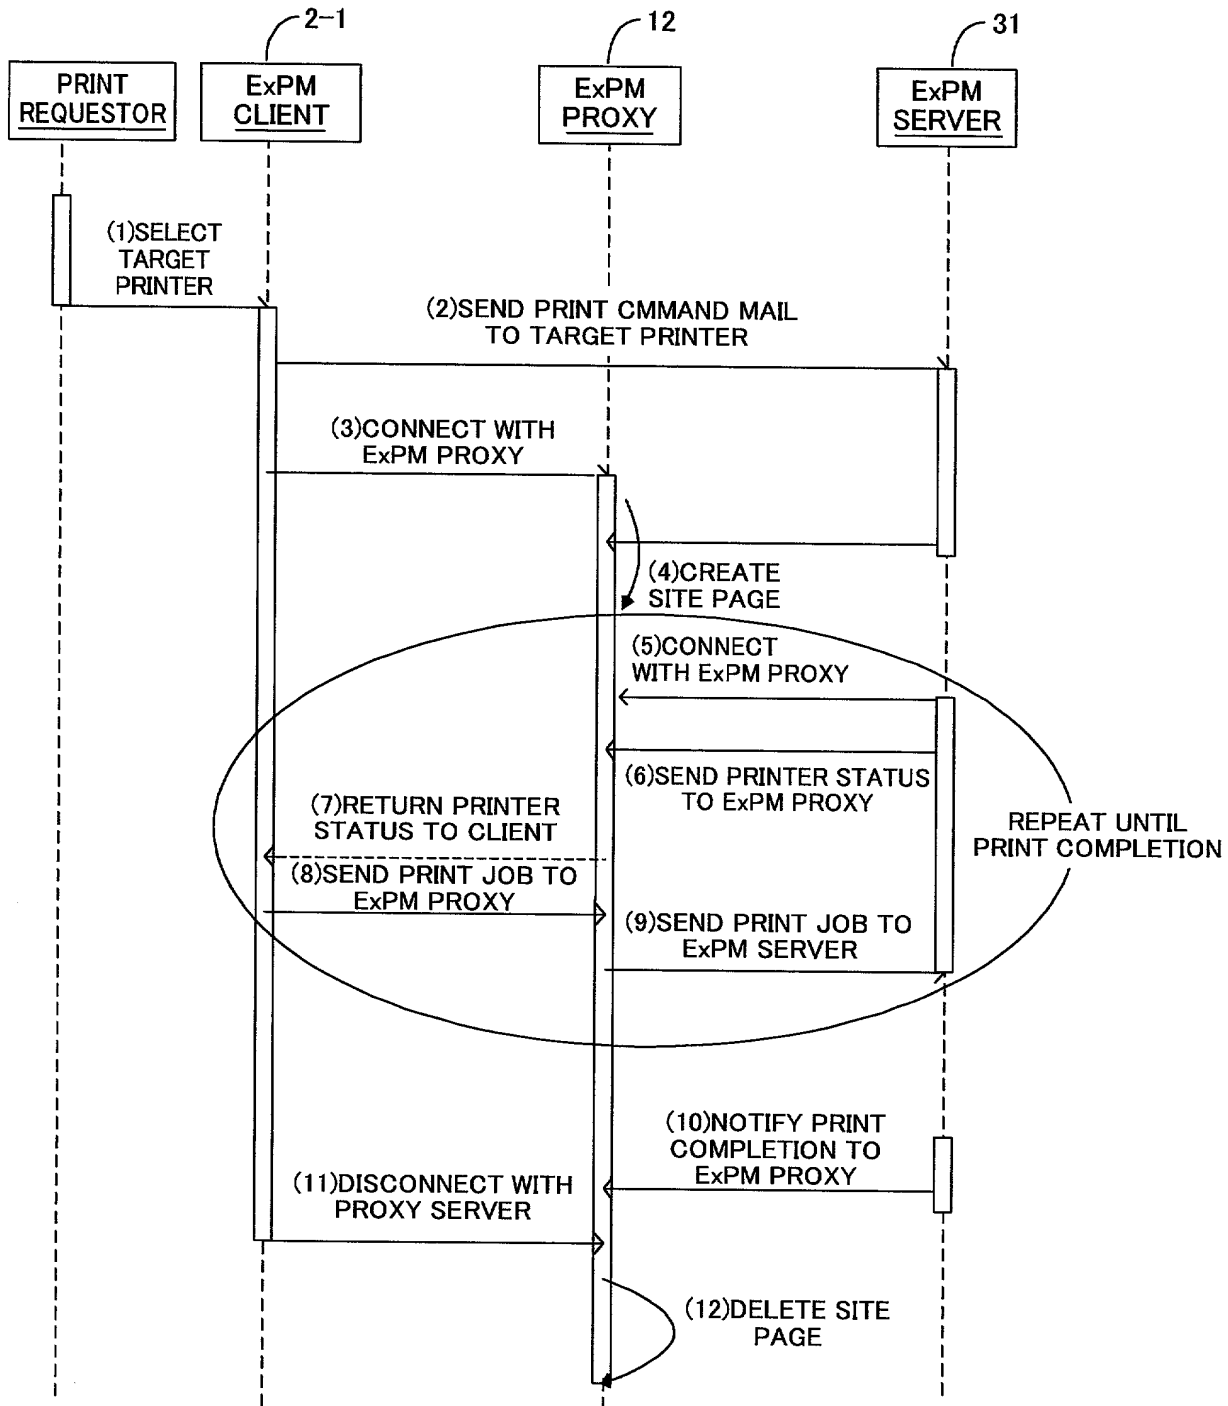 2-1
12
31
PRINT
REQUESTOR
ExPM
CLIENT
ExPM
PROXY
ExPM
SERVER
(1)SELECT
TARGET
PRINTER
(2)SEND PRINT CMMAND MAIL
TO TARGET PRINTER
(3)CONNECT WITH
ExPM PROXY
(4)CREATE
SITE PAGE
(5)CONNECT
WITH ExPM PROXY
(6)SEND PRINTER STATUS
TO ExPM PROXY
(7)RETURN PRINTER
STATUS TO CLIENT
REPEAT UNTIL
PRINT COMPLETION
(8)SEND PRINT JOB TO
ExPM PROXY
(9)SEND PRINT JOB TO
ExPM SERVER
(10)NOTIFY PRINT
COMPLETION TO
ExPM PROXY
(11)DISCONNECT WITH
PROXY SERVER
(12)DELETE SITE
PAGE